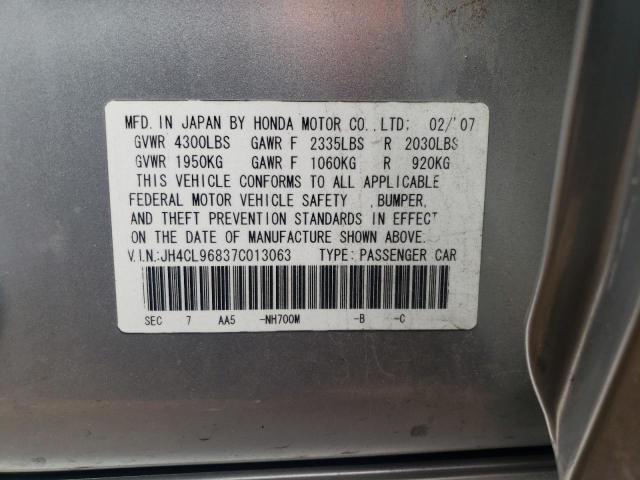 MFD. IN JAPAN BY HONDA MOTOR CO.,LTD: 02/'07
GVWR 4300LBS GAWR F 2335LBS R 2030LBS
GVWR 1950KG GAWR F 1060KG R 920KG
THIS VEHICLE CONFORMS TO ALL APPLICABLE
FEDERAL MOTOR VEHICLE SAFETY ,BUMPER,
AND THEFT PREVENTION STANDARDS IN EFFECT
ON THE DATE OF MANUFACTURE SHOWN ABOVE.
V.I.N.:JH4CL96837C013063 TYPE: PASSENGER CAR
SEC 7 AA5 -NH700M -B -C